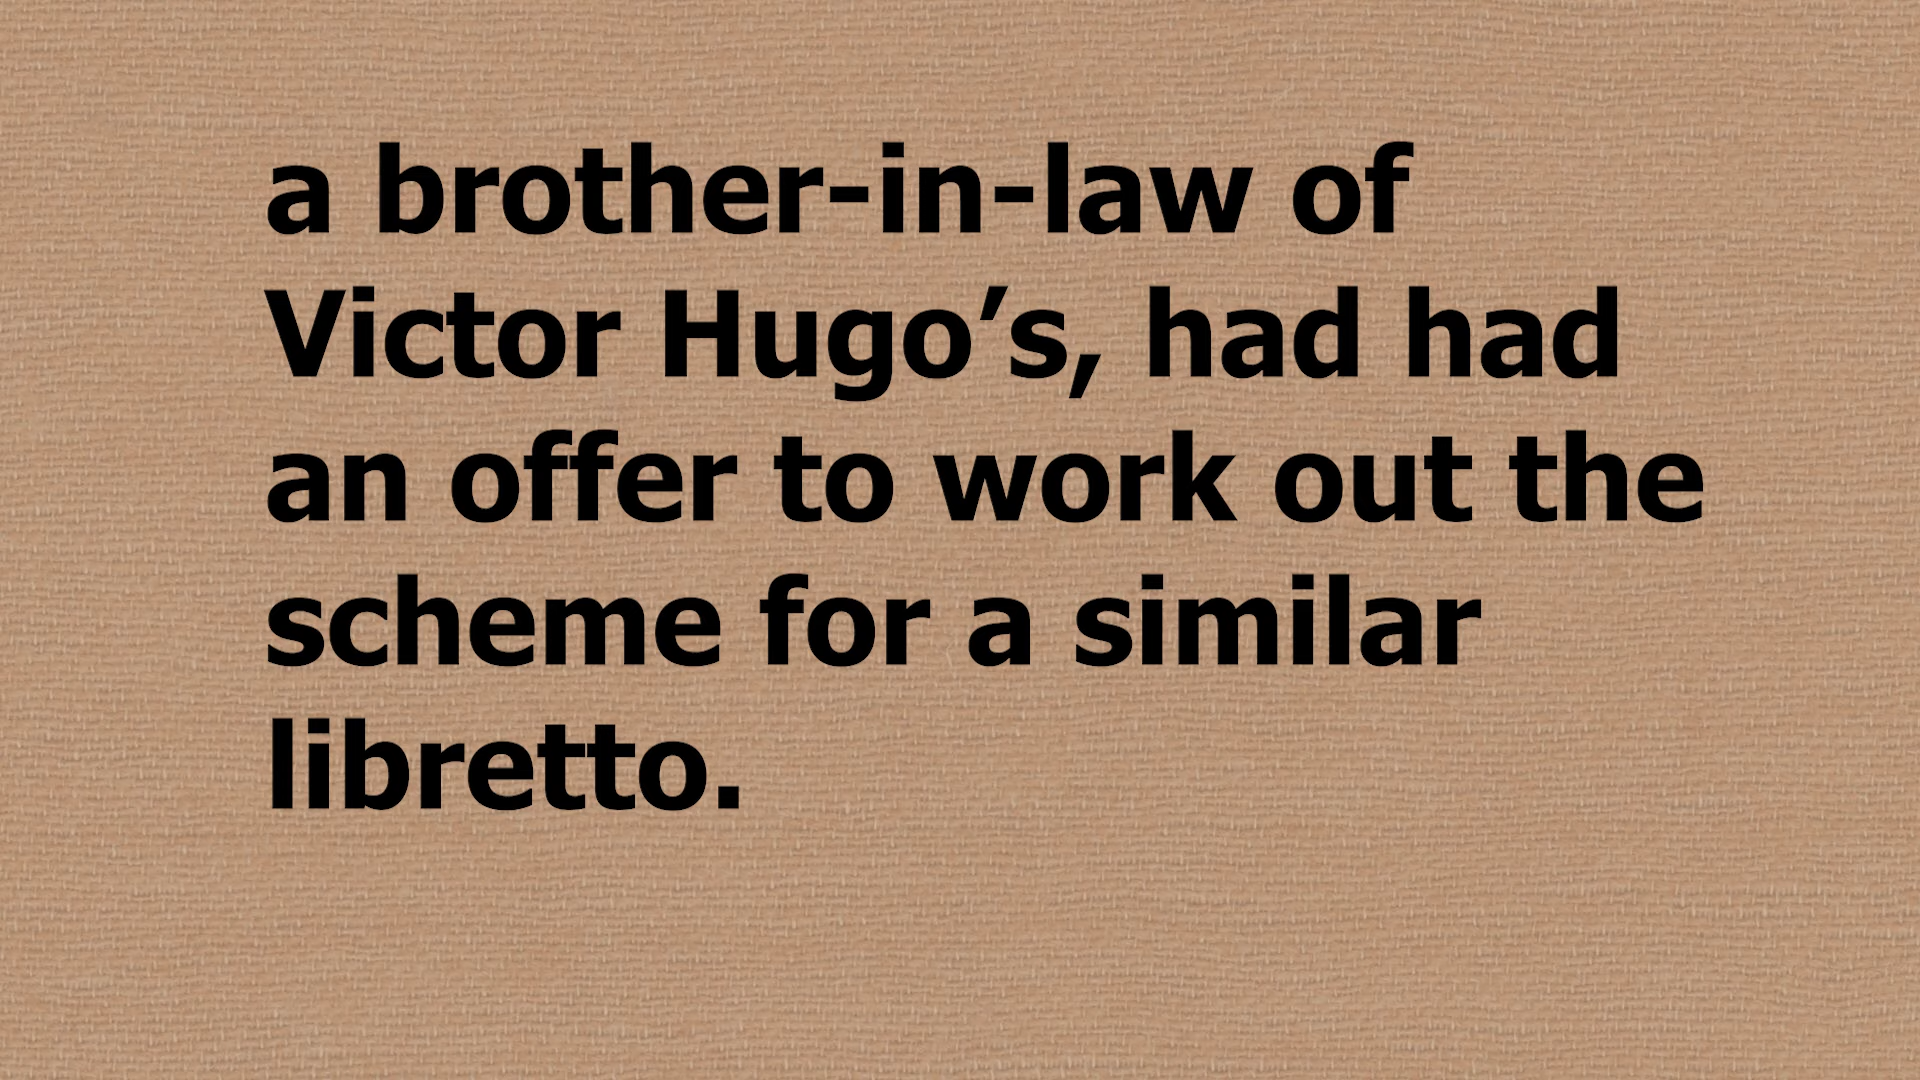 a brother-in-law of
Victor Hugo’s, had had
an offer to work out the
scheme for a similar
libretto.